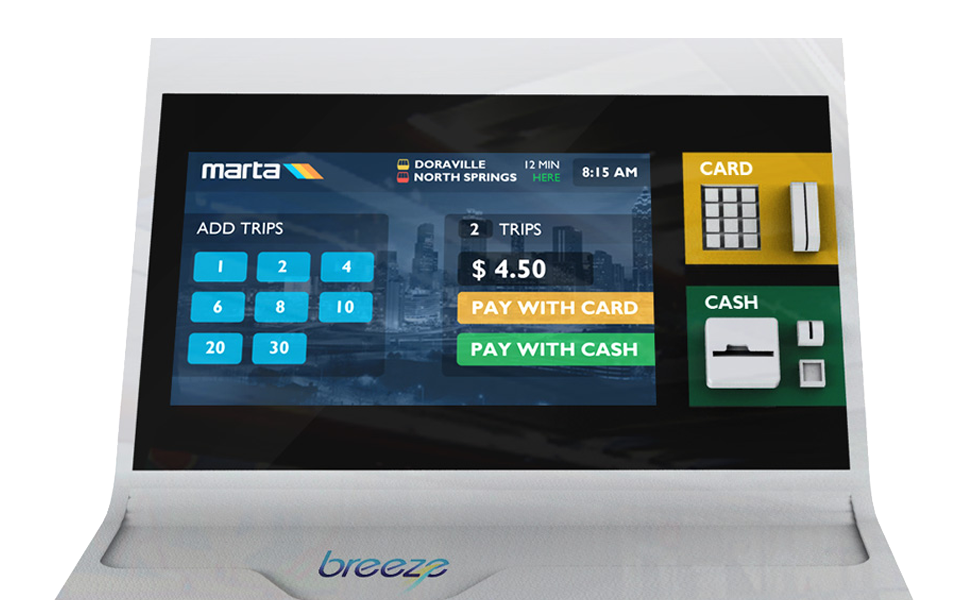 marta
DORAVILLE 12 MIN
NORTH SPRINGS HERE
8:15 AM
ADD TRIPS
1 2 4
6 8 10
20 30
2 TRIPS
$ 4.50
PAY WITH CARD
PAY WITH CASH
CARD
CASH
breeze